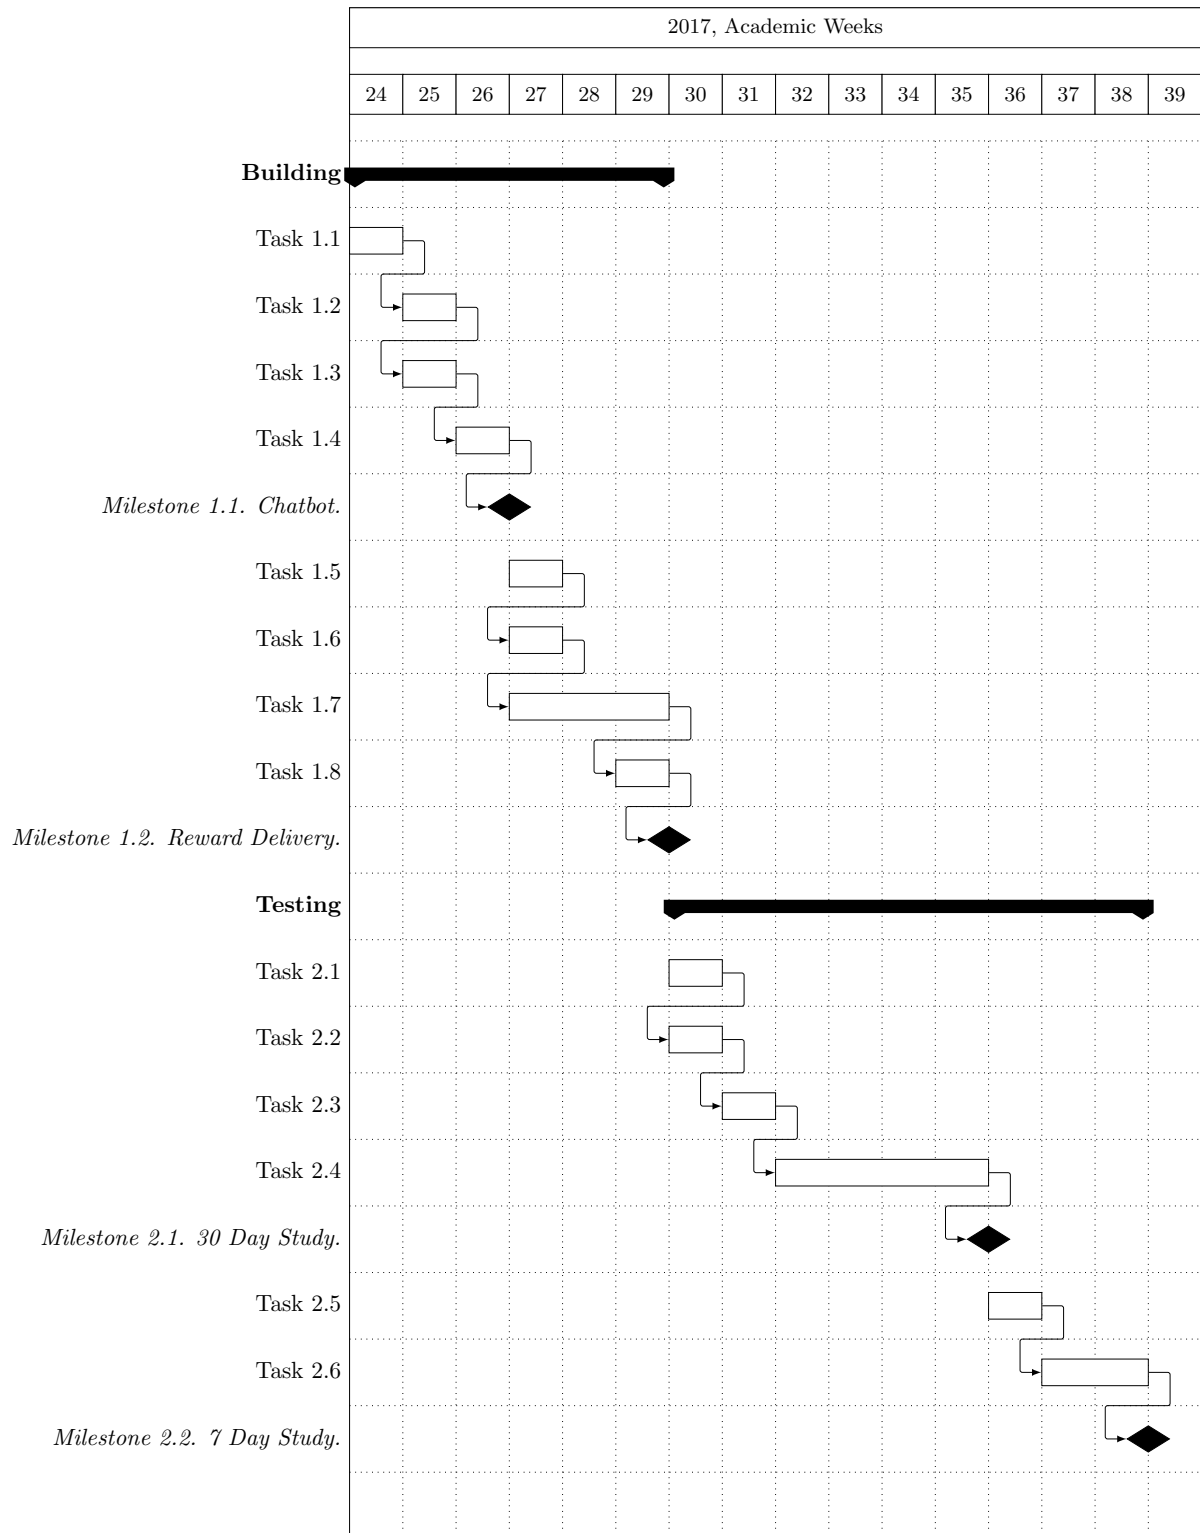 2017, Academic Weeks
24 25 26 27 28 29 30 31 32 33 34 35 36 37 38 39
Building
Task 1.1
Task 1.2
Task 1.3
Task 1.4
Milestone 1.1. Chatbot.
Task 1.5
Task 1.6
Task 1.7
Task 1.8
Milestone 1.2. Reward Delivery.
Testing
Task 2.1
Task 2.2
Task 2.3
Task 2.4
Milestone 2.1. 30 Day Study.
Task 2.5
Task 2.6
Milestone 2.2. 7 Day Study.